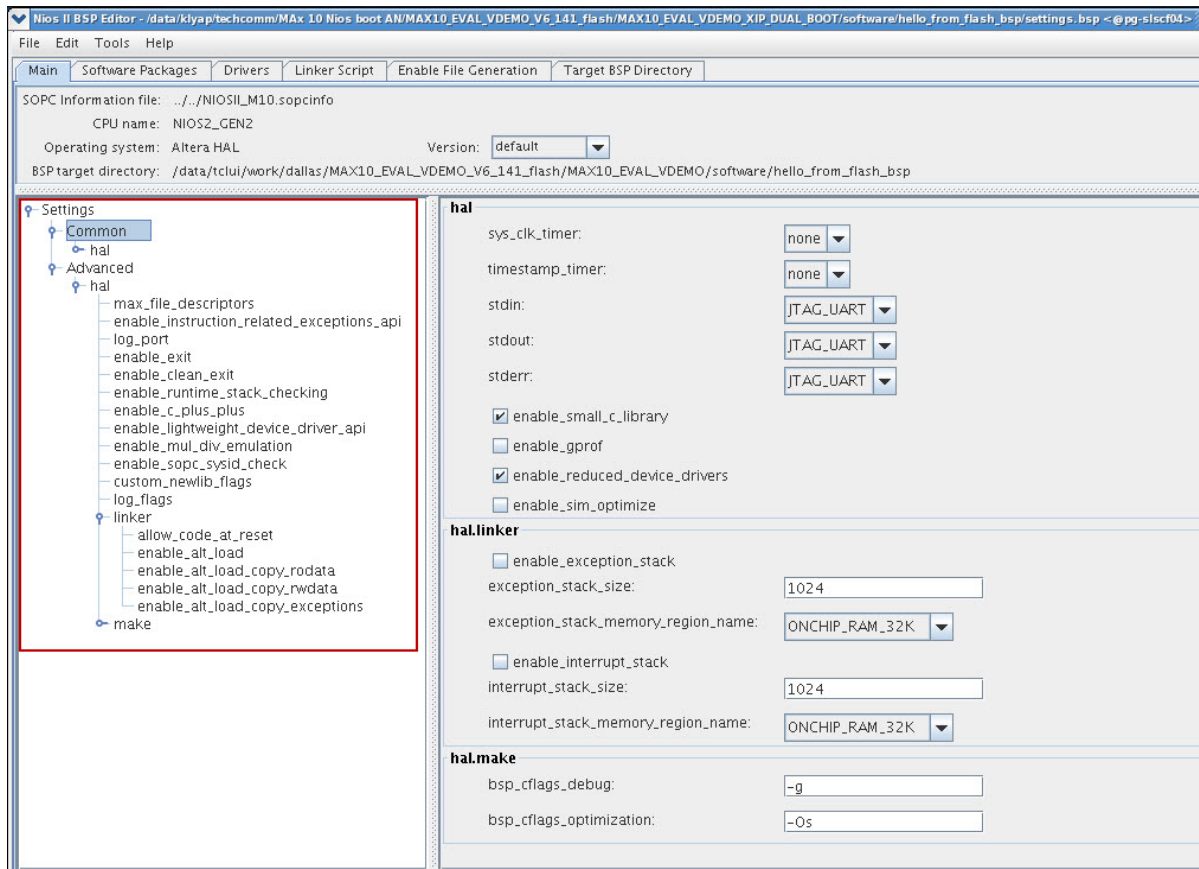 Nios II BSP Editor - /data/klyap/techcomm/MAx 10 Nios boot AN/MAX10_EVAL_VDEMO_V6_141_flash/MAX10_EVAL_VDEMO_XIP_DUAL_BOOT/software/hello_from_flash_bsp/settings.bsp <@pg-slscf04>
File Edit Tools Help
Main Software Packages Drivers Linker Script Enable File Generation Target BSP Directory
SOPC Information file: ../../NIOSII_M10.sopcinfo
CPU name: NIOS2_GEN2
Operating system: Altera HAL Version: default
BSP target directory: /data/tclui/work/dallas/MAX10_EVAL_VDEMO_V6_141_flash/MAX10_EVAL_VDEMO/software/hello_from_flash_bsp
Settings
Common
hal
Advanced
hal
max_file_descriptors
enable_instruction_related_exceptions_api
log_port
enable_exit
enable_clean_exit
enable_runtime_stack_checking
enable_c_plus_plus
enable_lightweight_device_driver_api
enable_mul_div_emulation
enable_sopc_sysid_check
custom_newlib_flags
log_flags
linker
allow_code_at_reset
enable_alt_load
enable_alt_load_copy_rodata
enable_alt_load_copy_rwdata
enable_alt_load_copy_exceptions
make
hal
sys_clk_timer: none
timestamp_timer: none
stdin: JTAG_UART
stdout: JTAG_UART
stderr: JTAG_UART
enable_small_c_library
enable_gprof
enable_reduced_device_drivers
enable_sim_optimize
hal.linker
enable_exception_stack
exception_stack_size: 1024
exception_stack_memory_region_name: ONCHIP_RAM_32K
enable_interrupt_stack
interrupt_stack_size: 1024
interrupt_stack_memory_region_name: ONCHIP_RAM_32K
hal.make
bsp_cflags_debug: -g
bsp_cflags_optimization: -Os